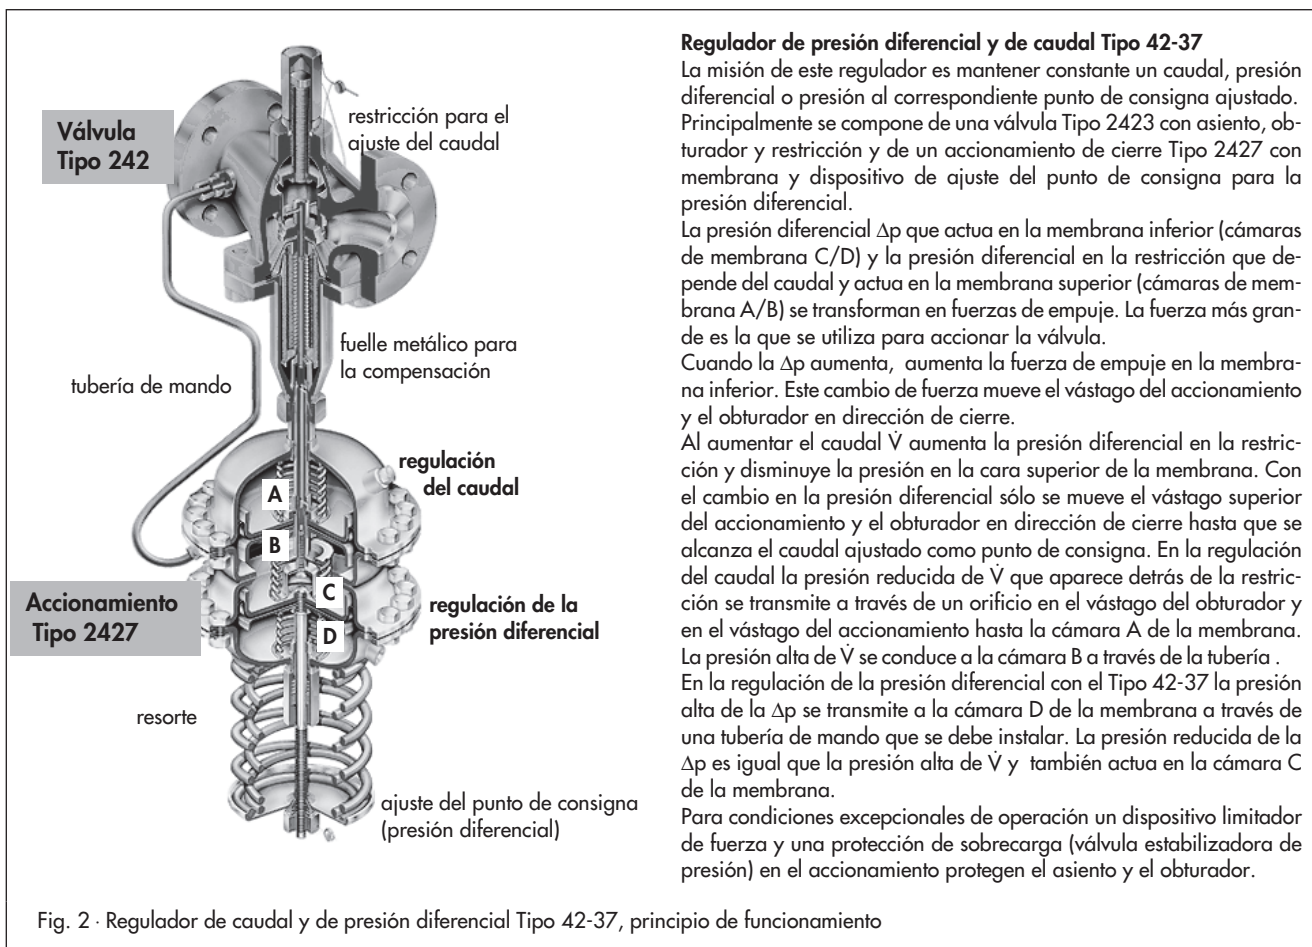 Válvula
Tipo 242
restricción para el
ajuste del caudal
fuelle metálico para
la compensación
tubería de mando
regulación
del caudal
A
B
C
D
Accionamiento
Tipo 2427
regulación de la
presión diferencial
resorte
ajuste del punto de consigna
(presión diferencial)
Regulador de presión diferencial y de caudal Tipo 42-37
La misión de este regulador es mantener constante un caudal, presión
diferencial o presión al correspondiente punto de consigna ajustado.
Principalmente se compone de una válvula Tipo 2423 con asiento, ob-
turador y restricción y de un accionamiento de cierre Tipo 2427 con
membrana y dispositivo de ajuste del punto de consigna para la
presión diferencial.
La presión diferencial Δp que actua en la membrana inferior (cámaras
de membrana C/D) y la presión diferencial en la restricción que de-
pende del caudal y actua en la membrana superior (cámaras de mem-
brana A/B) se transforman en fuerzas de empuje. La fuerza más gran-
de es la que se utiliza para accionar la válvula.
Cuando la Δp aumenta, aumenta la fuerza de empuje en la membra-
na inferior. Este cambio de fuerza mueve el vástago del accionamiento
y el obturador en dirección de cierre.
Al aumentar el caudal V̇ aumenta la presión diferencial en la restric-
ción y disminuye la presión en la cara superior de la membrana. Con
el cambio en la presión diferencial sólo se mueve el vástago superior
del accionamiento y el obturador en dirección de cierre hasta que se
alcanza el caudal ajustado como punto de consigna. En la regulación
del caudal la presión reducida de V̇ que aparece detrás de la restric-
ción se transmite a través de un orificio en el vástago del obturador y
en el vástago del accionamiento hasta la cámara A de la membrana.
La presión alta de V̇ se conduce a la cámara B a través de la tubería .
En la regulación de la presión diferencial con el Tipo 42-37 la presión
alta de la Δp se transmite a la cámara D de la membrana a través de
una tubería de mando que se debe instalar. La presión reducida de la
Δp es igual que la presión alta de V̇ y también actua en la cámara C
de la membrana.
Para condiciones excepcionales de operación un dispositivo limitador
de fuerza y una protección de sobrecarga (válvula estabilizadora de
presión) en el accionamiento protegen el asiento y el obturador.
Fig. 2 · Regulador de caudal y de presión diferencial Tipo 42-37, principio de funcionamiento